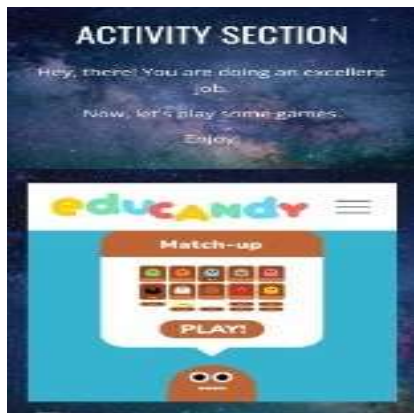 ACTIVITY SECTION
Hey, there! You are doing an excellent
job.
Now, let's play some games.
Enjoy.
eDUCANDY
Match-up
PLAY!